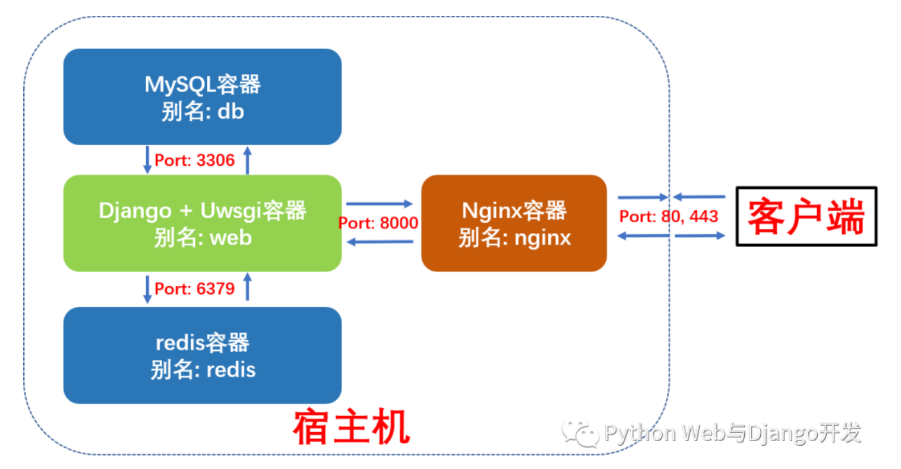 MySQL容器
别名: db
Port: 3306
Django + Uwsgi容器
别名: web
Port: 8000
Nginx容器
别名: nginx
Port: 80, 443
客户端
Port: 6379
redis容器
别名: redis
宿主机
Python Web与Django开发